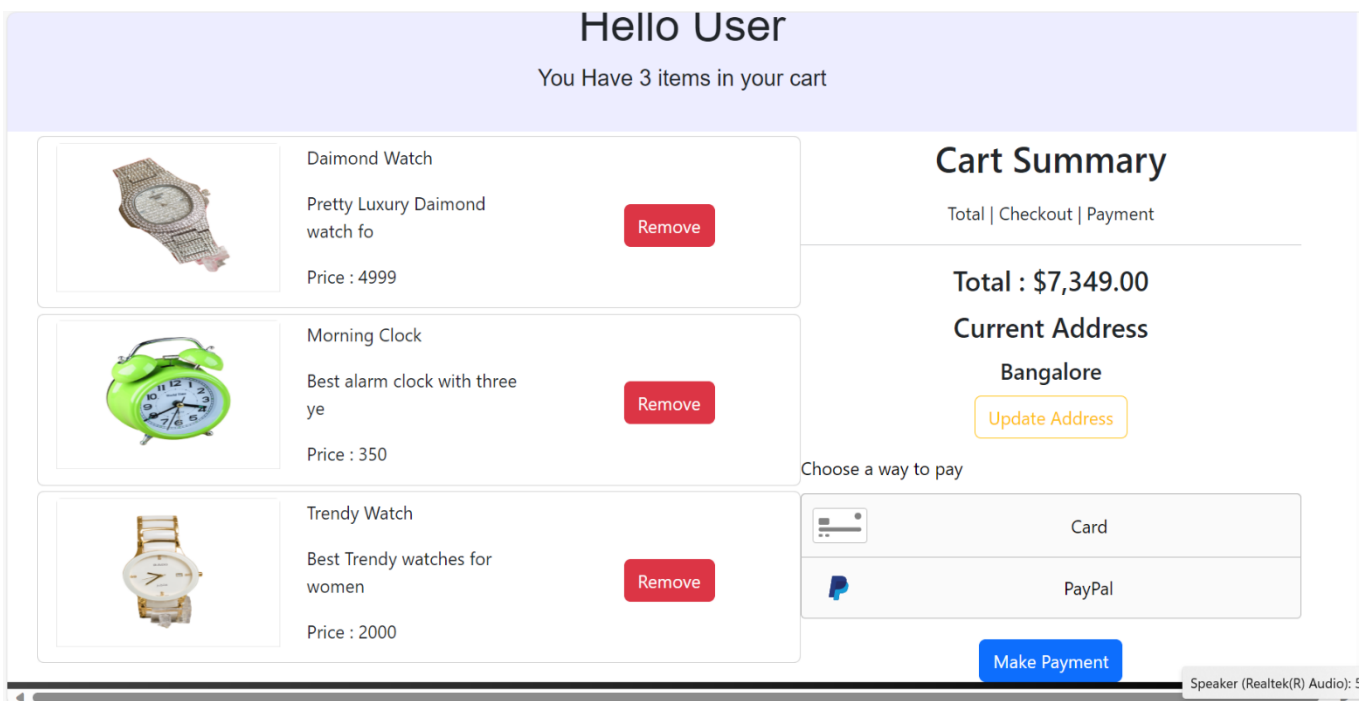 Hello User
You Have 3 items in your cart
Daimond Watch
Pretty Luxury Daimond
watch fo
Price : 4999
Remove
Morning Clock
Best alarm clock with three
ye
Price : 350
Remove
Trendy Watch
Best Trendy watches for
women
Price : 2000
Remove
Cart Summary
Total | Checkout | Payment
Total : $7,349.00
Current Address
Bangalore
Update Address
Choose a way to pay
Card
PayPal
Make Payment
Speaker (Realtek(R) Audio): 5